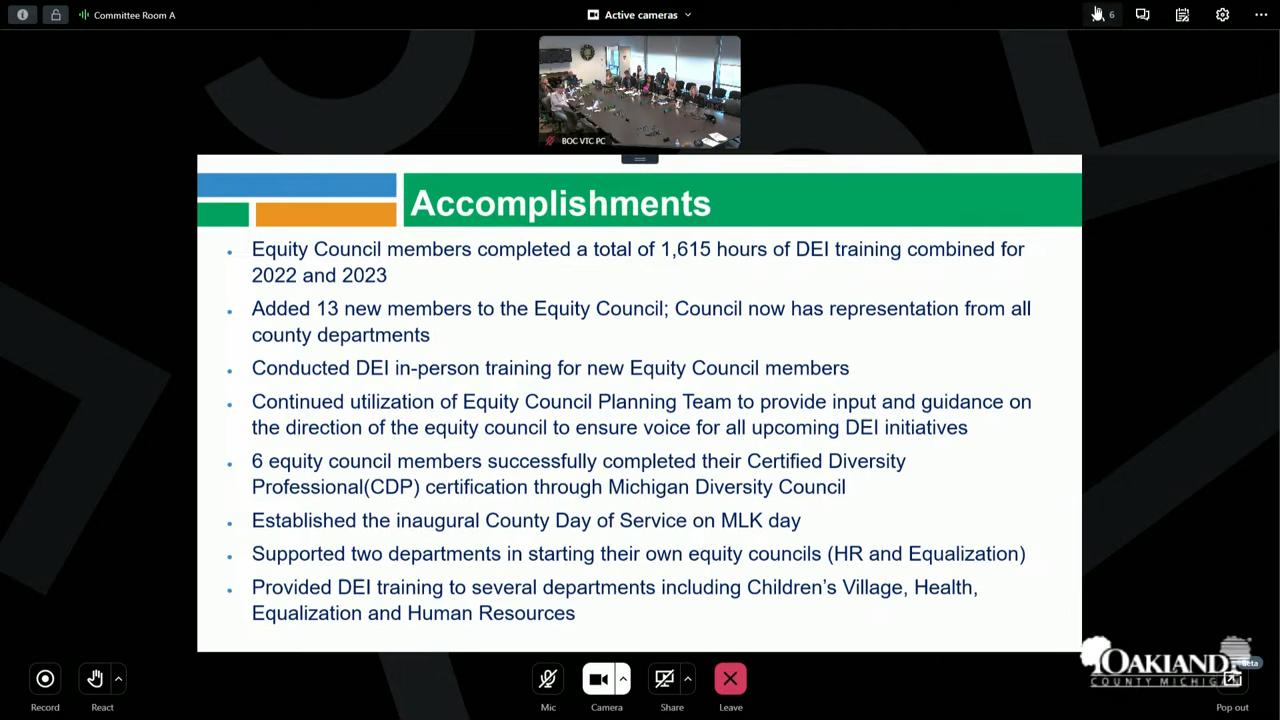 Committee Room A
Active cameras
6
BOC VTC PC
Accomplishments
Equity Council members completed a total of 1,615 hours of DEI training combined for
2022 and 2023
Added 13 new members to the Equity Council; Council now has representation from all
county departments
Conducted DEI in-person training for new Equity Council members
Continued utilization of Equity Council Planning Team to provide input and guidance on
the direction of the equity council to ensure voice for all upcoming DEI initiatives
6 equity council members successfully completed their Certified Diversity
Professional(CDP) certification through Michigan Diversity Council
Established the inaugural County Day of Service on MLK day
Supported two departments in starting their own equity councils (HR and Equalization)
Provided DEI training to several departments including Children's Village, Health,
Equalization and Human Resources
OAKLAND
COUNTY MICHIGAN
Beta
Record
React
Mic
Camera
Share
Leave
Pop out